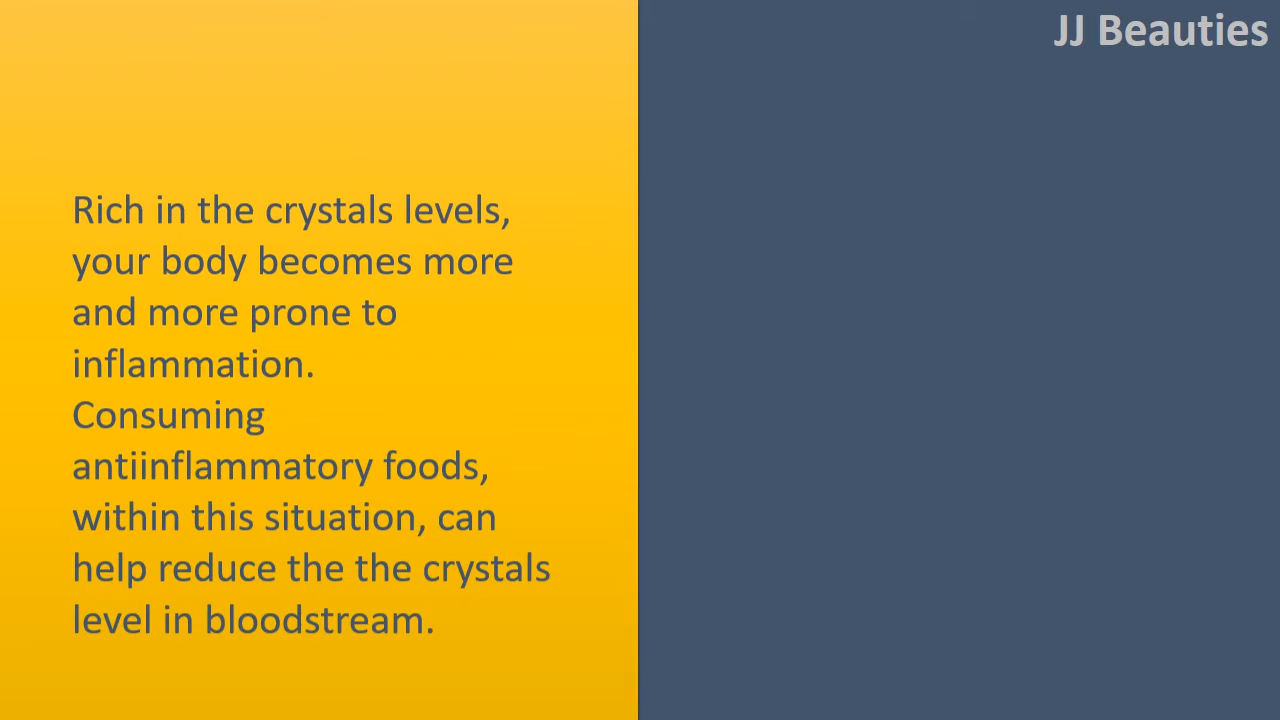 JJ Beauties
Rich in the crystals levels,
your body becomes more
and more prone to
inflammation.
Consuming
antiinflammatory foods,
within this situation, can
help reduce the the crystals
level in bloodstream.